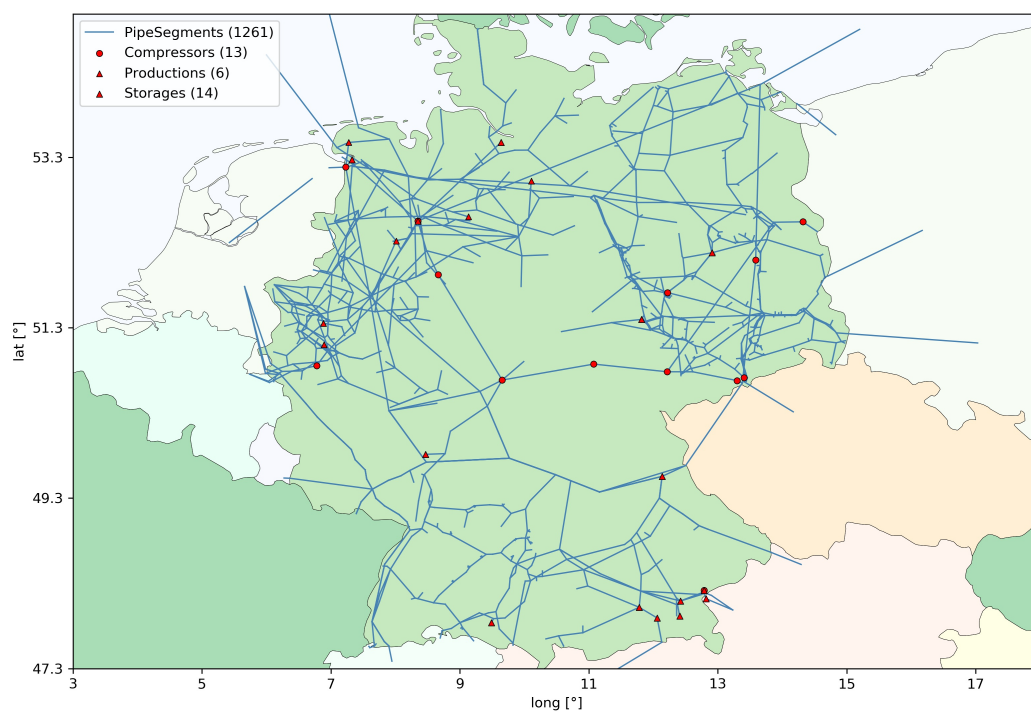 PipeSegments (1261)
Compressors (13)
Productions (6)
Storages (14)
lat [°]
53.3
51.3
49.3
47.3
3 5 7 9 11 13 15 17
long [°]